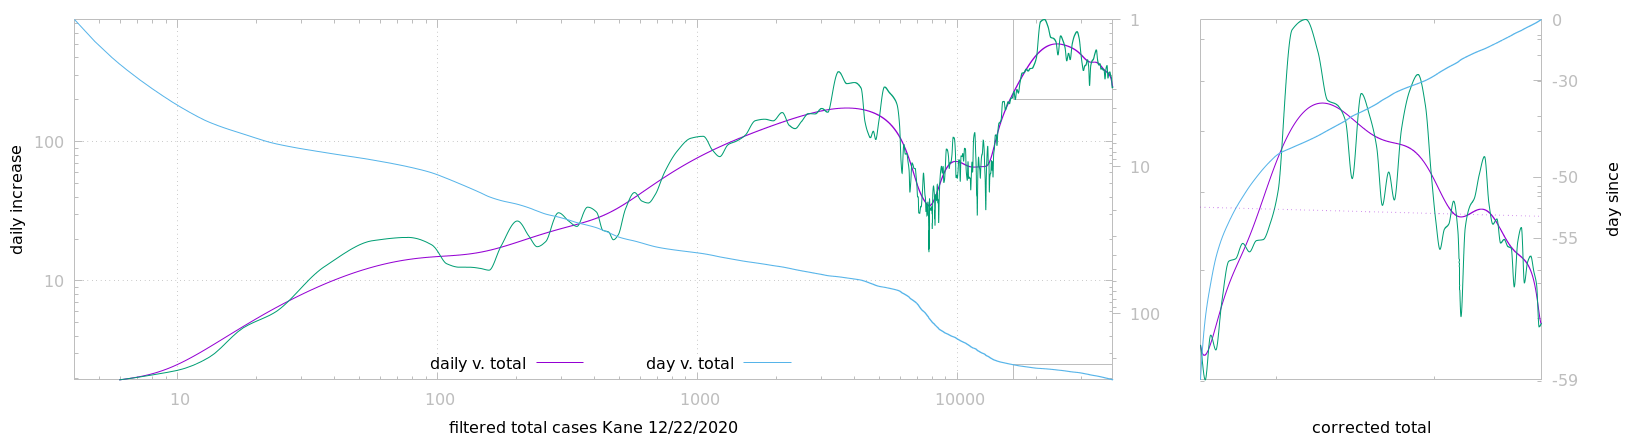 daily increase
100
10
daily v. total
day v. total
10
100
1000
10000
filtered total cases Kane 12/22/2020
1
10
100
0
-30
-50
-55
-59
day since
corrected total